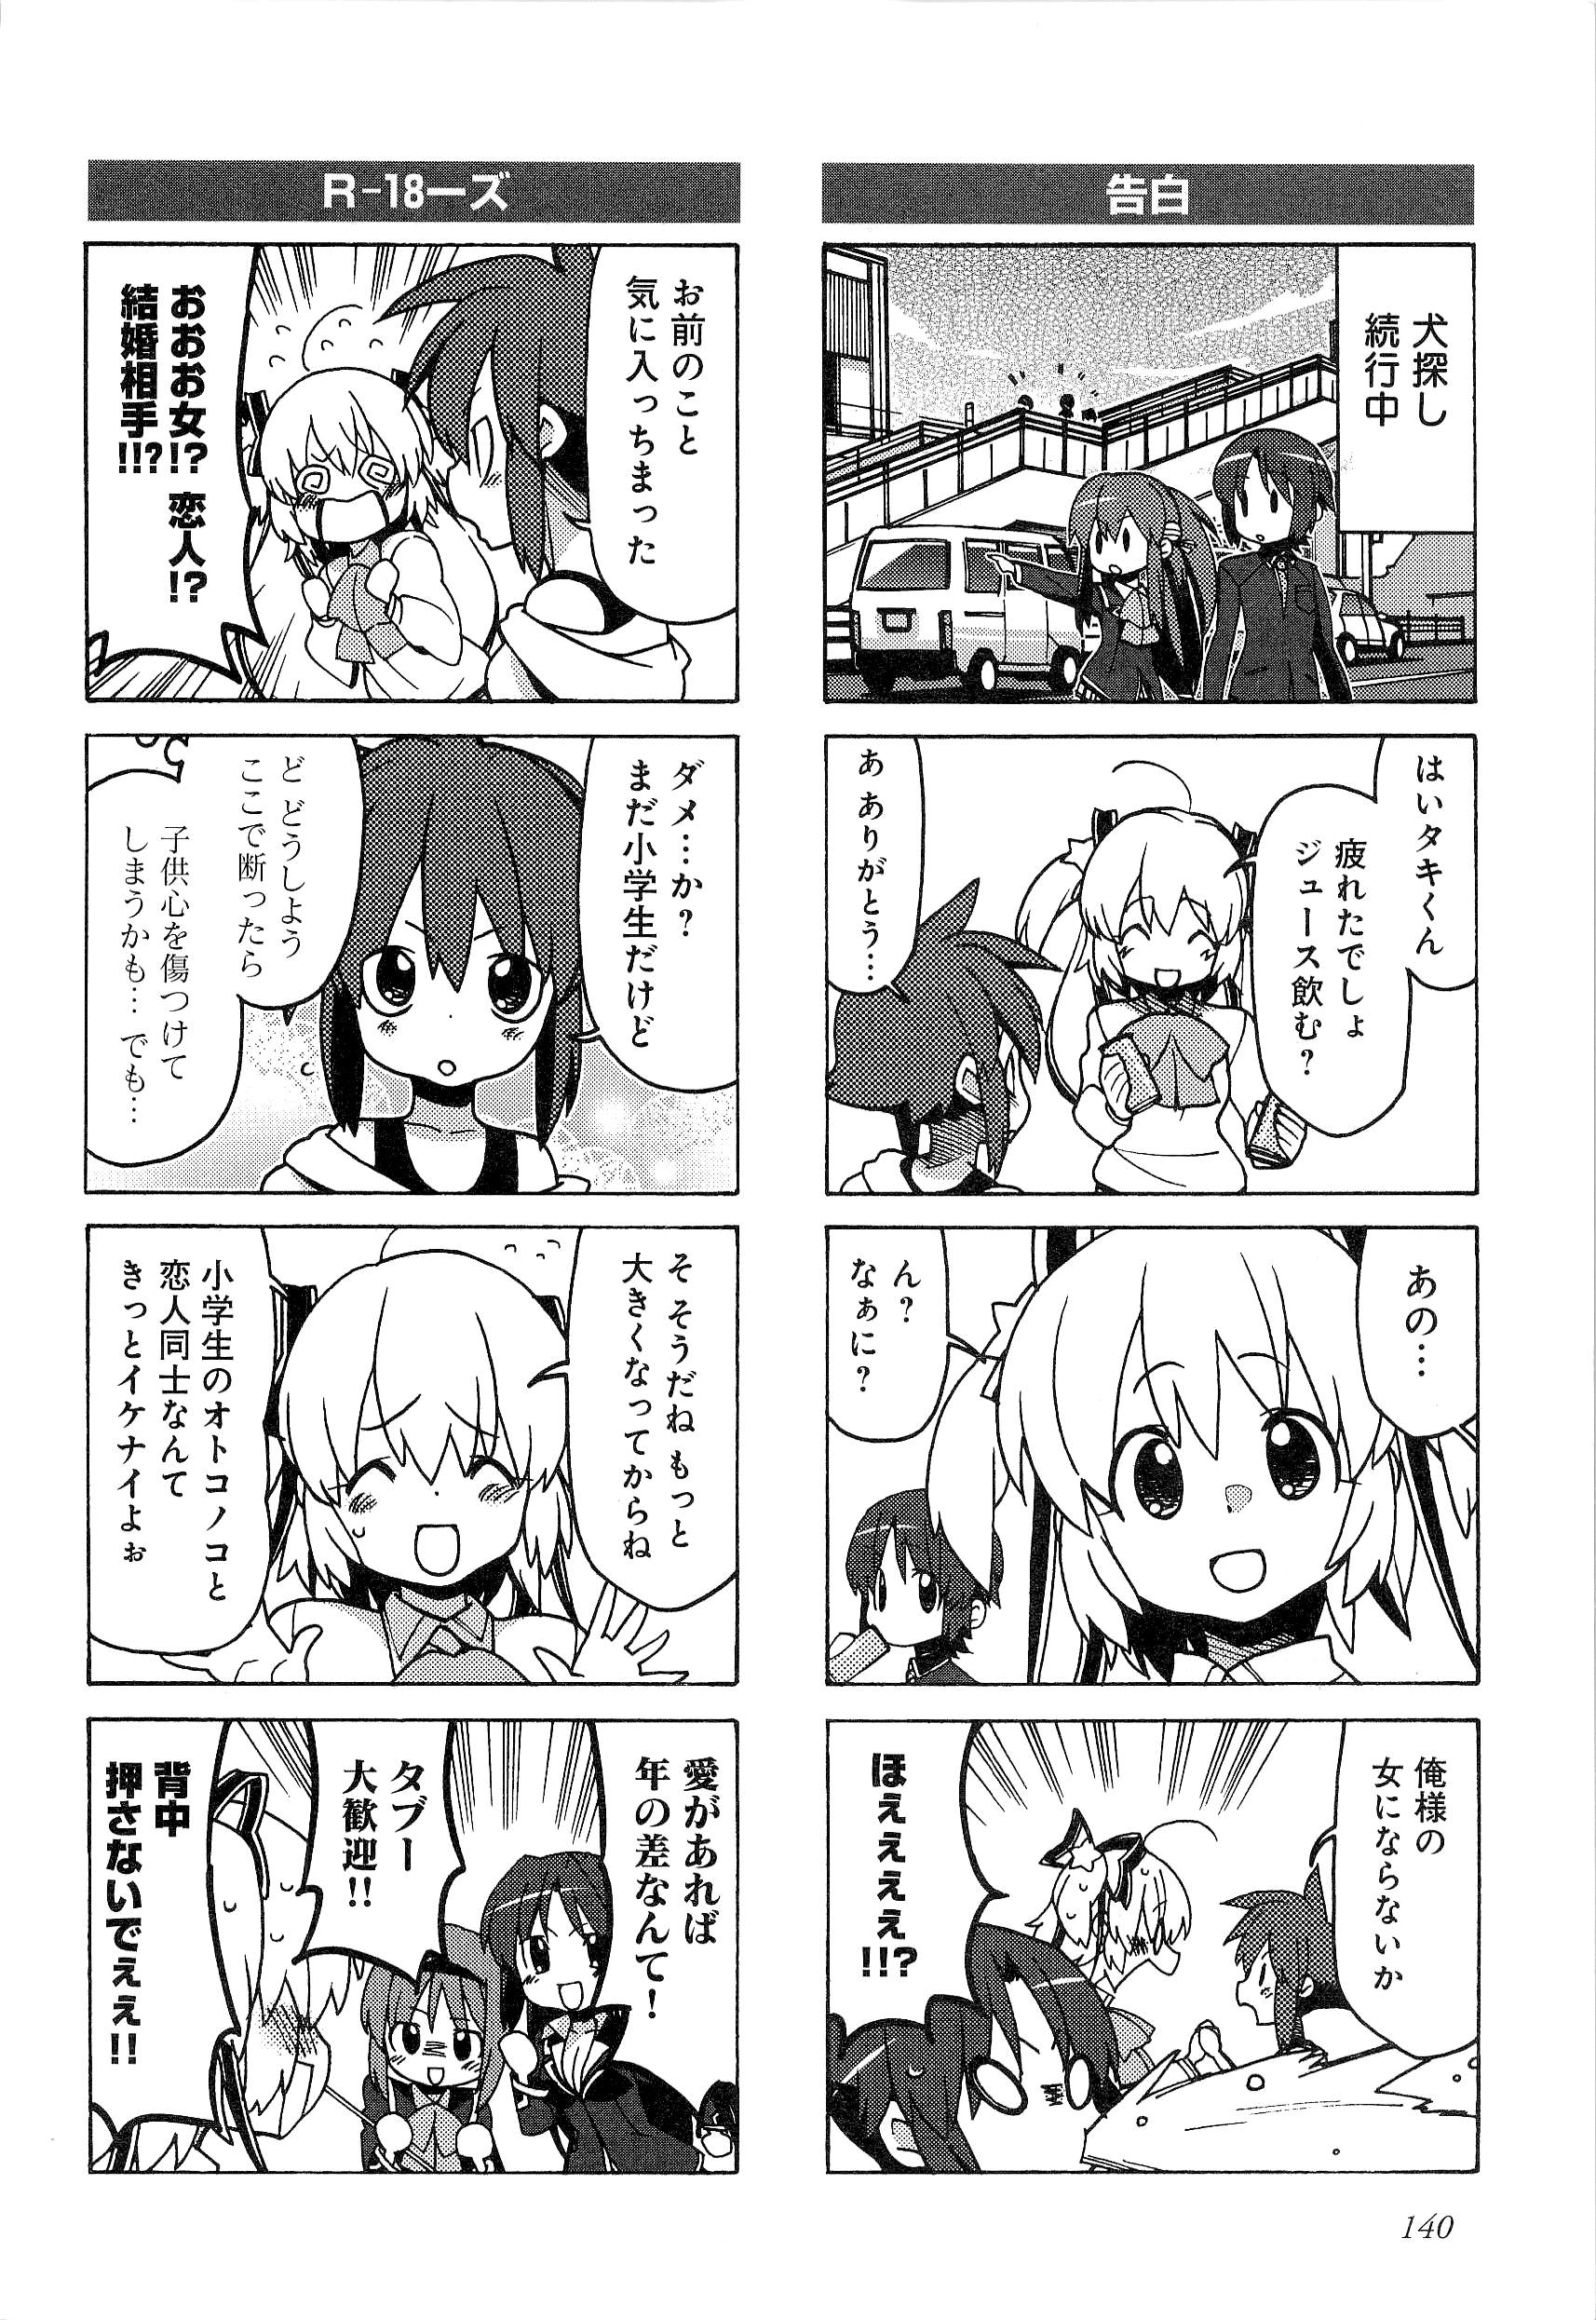 告白
犬探し
続行中
はいタキくん
疲れたでしょ
ジュース飲む?
あ ありがとう…
あの…
ん?
なぁに?
俺様の
女にならないか
ほええええ!!?
R-18ーズ
お前のこと
気に入っちまった
おおお女!? 恋人!?
結婚相手!!?
ダメ…か?
まだ小学生だけど
ど どうしよう
ここで断ったら
子供心を傷つけて
しまうかも… でも…
そ そうだね もっと
大きくなってからね
小学生のオトコノコと
恋人同士なんて
きっとイケナイよぉ
愛があれば
年の差なんて!
タブー
大歓迎!!
背中
押さないでぇぇ!!
140